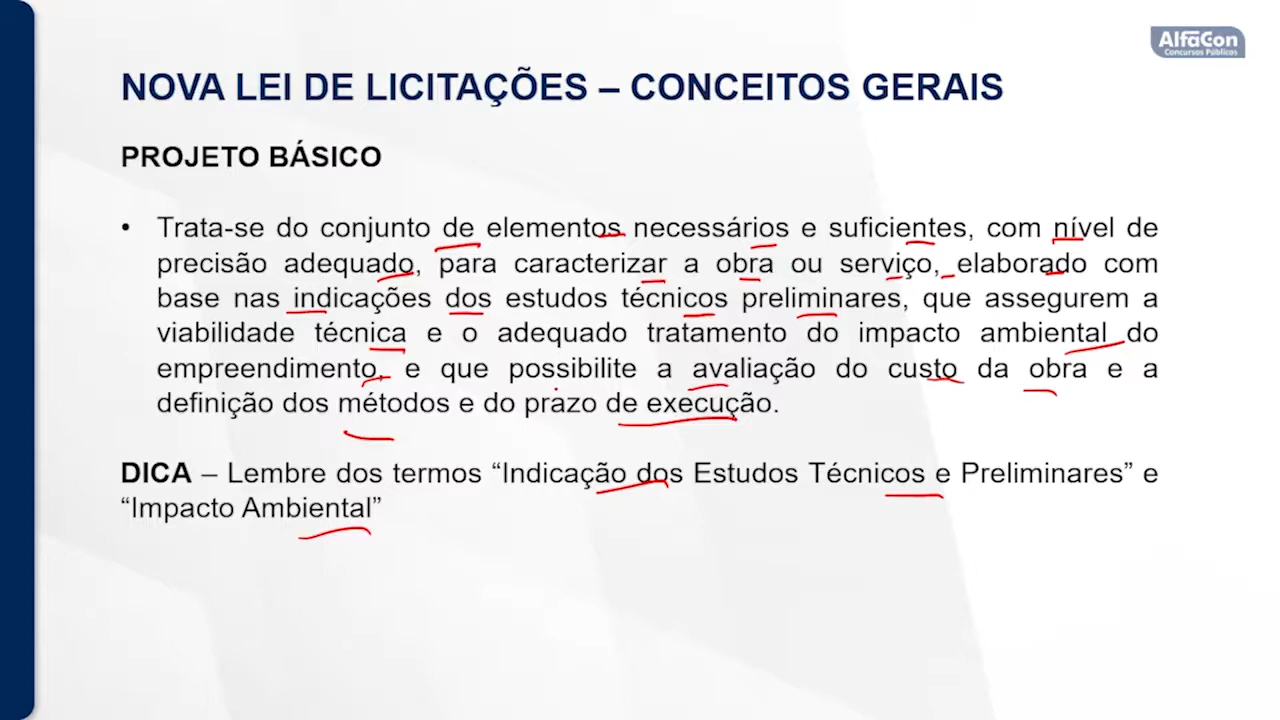 AlfaCon
Concursos Públicos
NOVA LEI DE LICITAÇÕES – CONCEITOS GERAIS
PROJETO BÁSICO
• Trata-se do conjunto de elementos necessários e suficientes, com nível de
precisão adequado, para caracterizar a obra ou serviço, elaborado com
base nas indicações dos estudos técnicos preliminares, que assegurem a
viabilidade técnica e o adequado tratamento do impacto ambiental do
empreendimento, e que possibilite a avaliação do custo da obra e a
definição dos métodos e do prazo de execução.
DICA – Lembre dos termos “Indicação dos Estudos Técnicos e Preliminares” e
“Impacto Ambiental”